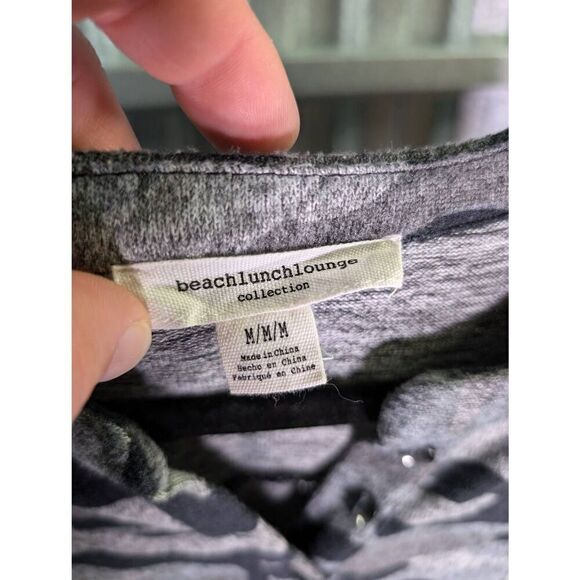 beachlunchlounge
collection
M/M/M
Made in China
Hecho en China
Fabriqué en Chine